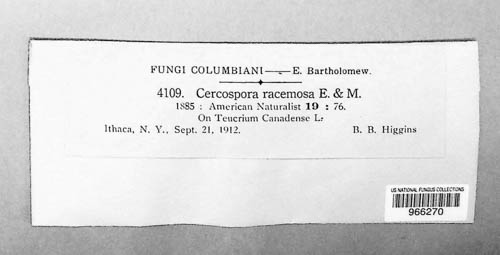 FUNGI COLUMBIANI——E. Bartholomew.
4109. Cercospora racemosa E. & M.
1885 : American Naturalist 19 : 76.
On Teucrium Canadense L.
Ithaca, N. Y., Sept. 21, 1912. B. B. Higgins
US NATIONAL FUNGUS COLLECTIONS
966270